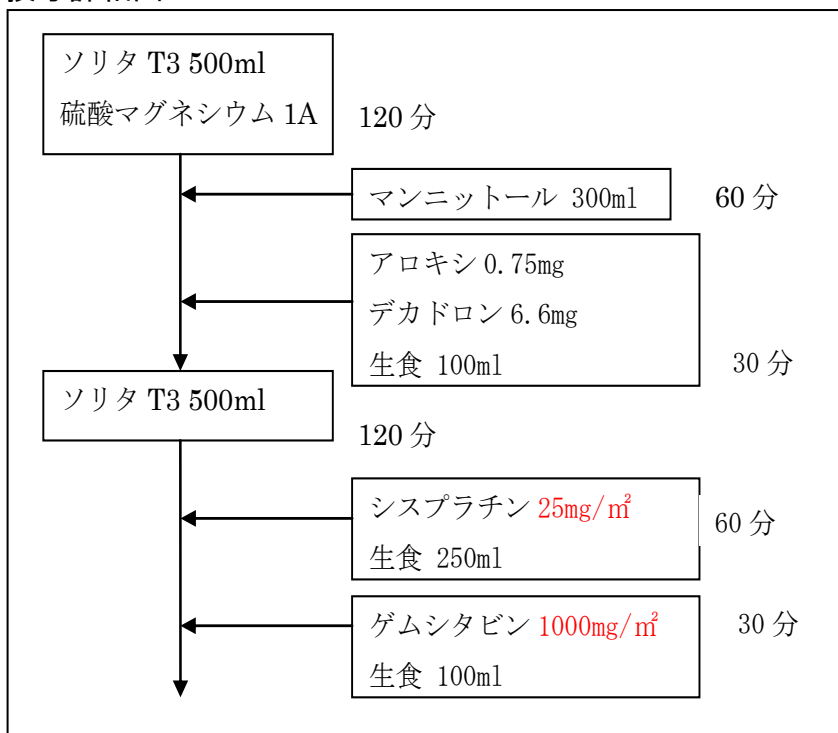 ソリタ T3 500ml
硫酸マグネシウム 1A
120 分
マンニットール 300ml
60 分
アロキシ 0.75mg
デカドロン 6.6mg
生食 100ml
30 分
ソリタ T3 500ml
120 分
シスプラチン 25mg/㎡
生食 250ml
60 分
ゲムシタビン 1000mg/㎡
生食 100ml
30 分